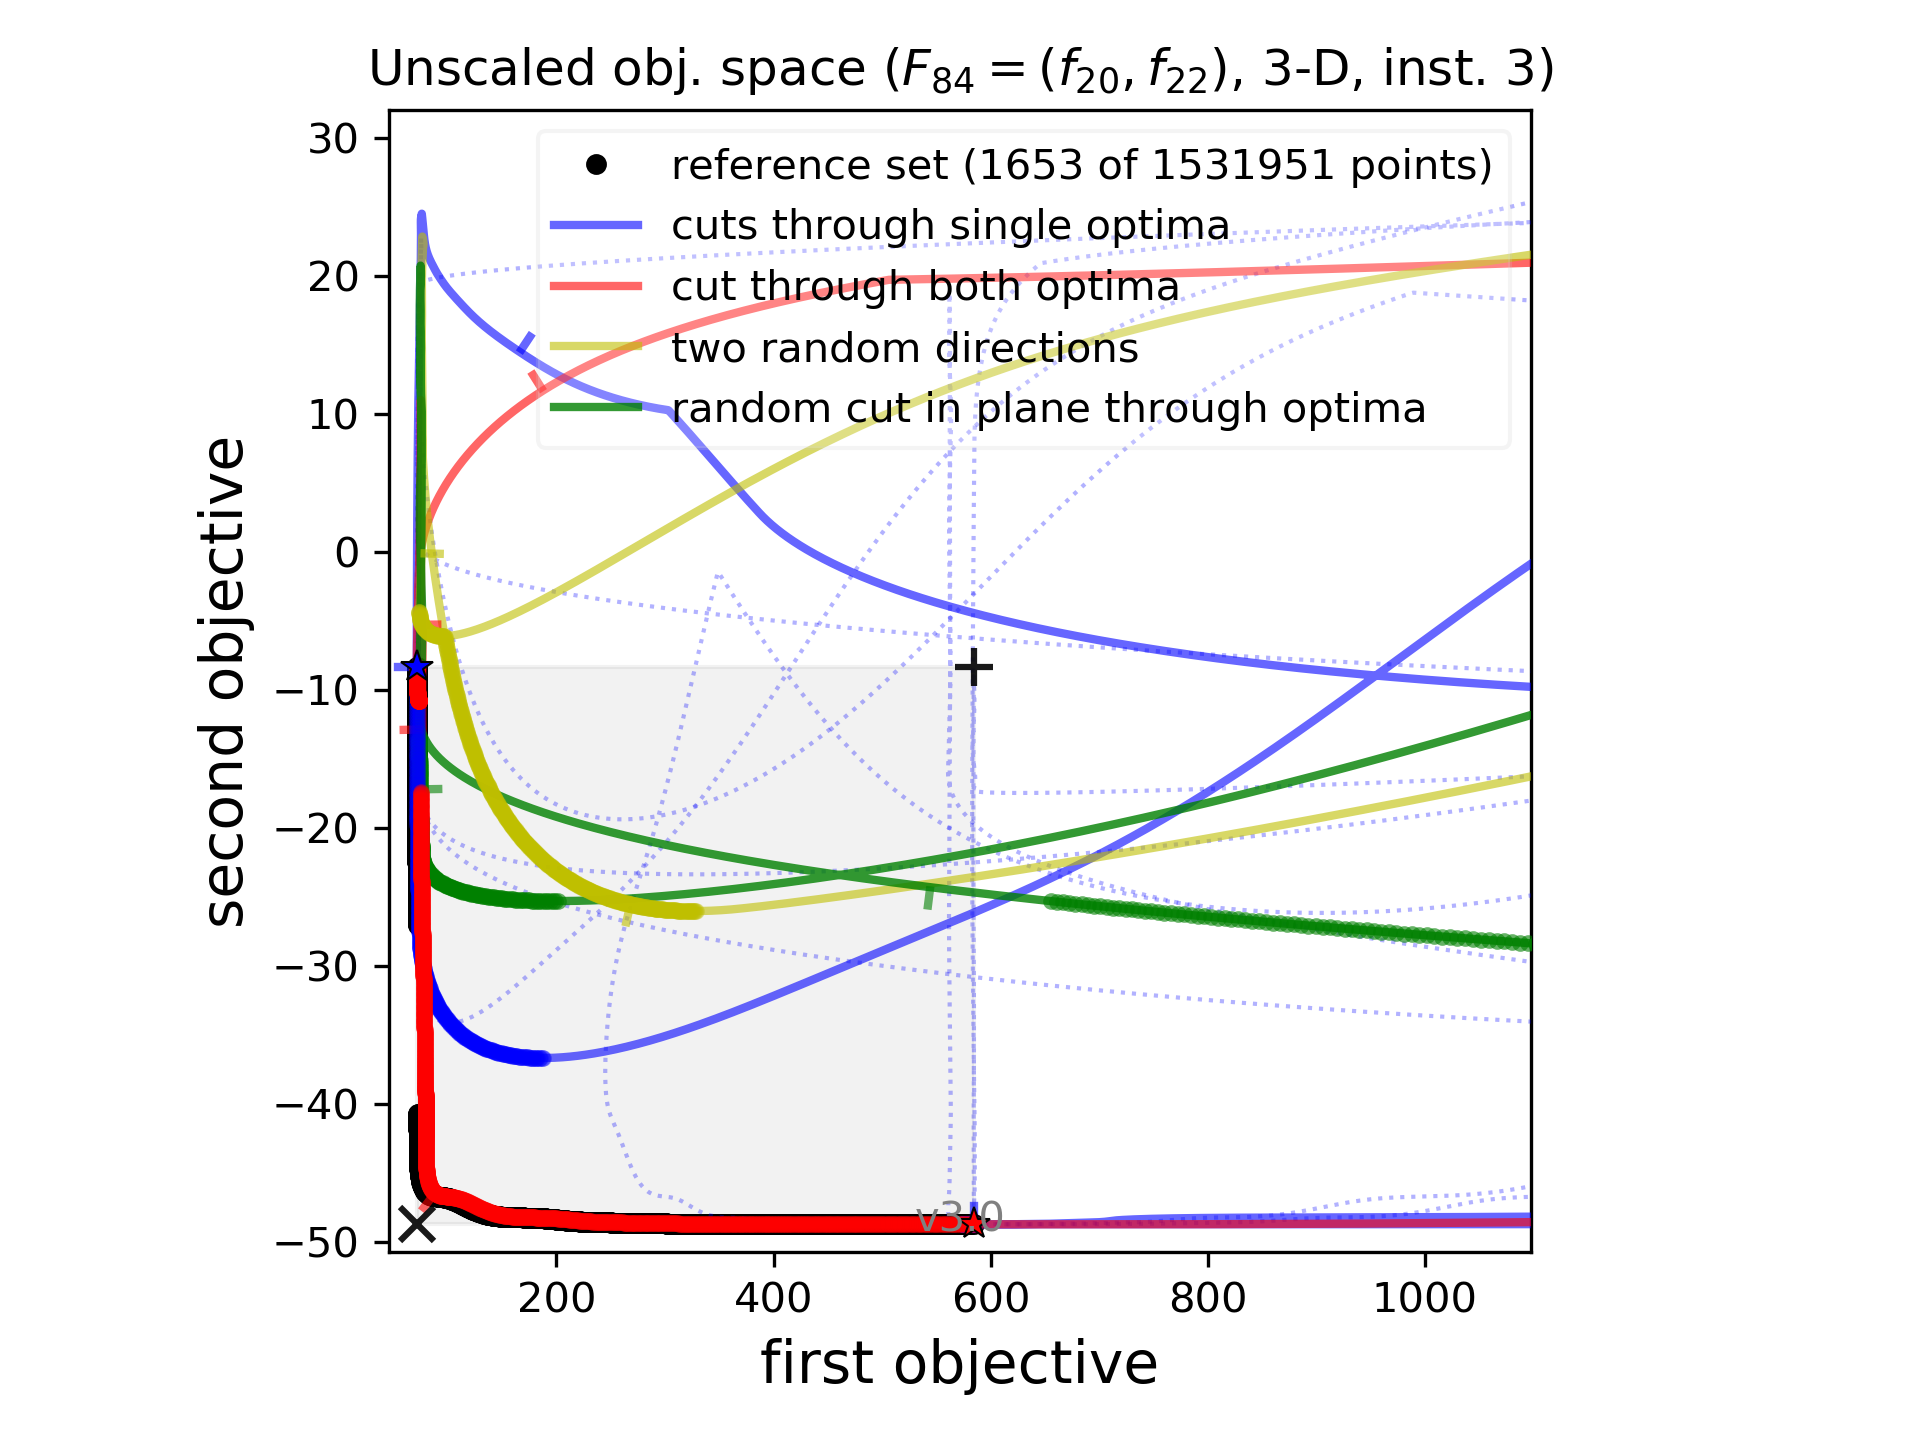 Unscaled obj. space (F84 = (f20, f22), 3-D, inst. 3)
30
20
10
0
−10
−20
−30
−40
−50
second objective
reference set (1653 of 1531951 points)
cuts through single optima
cut through both optima
two random directions
random cut in plane through optima
v3.0
200
400
600
800
1000
first objective